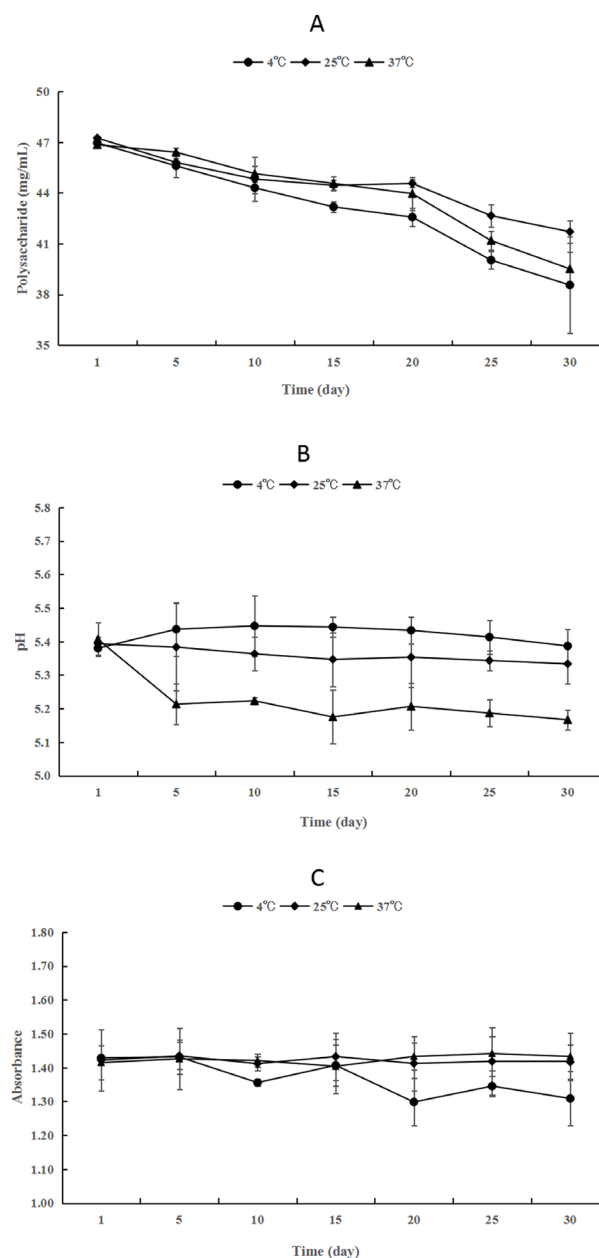 A
4℃ 25℃ 37℃
50
47
44
41
38
35
Polysaccharide (mg/mL)
1 5 10 15 20 25 30
Time (day)
B
4℃ 25℃ 37℃
5.8
5.7
5.6
5.5
5.4
5.3
5.2
5.1
5.0
pH
1 5 10 15 20 25 30
Time (day)
C
4℃ 25℃ 37℃
1.80
1.70
1.60
1.50
1.40
1.30
1.20
1.10
1.00
Absorbance
1 5 10 15 20 25 30
Time (day)